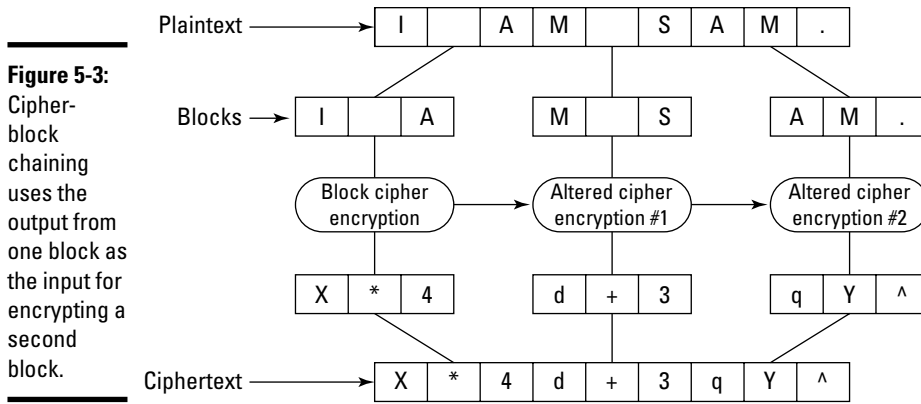 Figure 5-3:
Cipher-
block
chaining
uses the
output from
one block as
the input for
encrypting a
second
block.
Plaintext
I A M S A M .
Blocks
I A
M S
A M .
Block cipher
encryption
Altered cipher
encryption #1
Altered cipher
encryption #2
X * 4
d + 3
q Y ^
Ciphertext
X * 4 d + 3 q Y ^